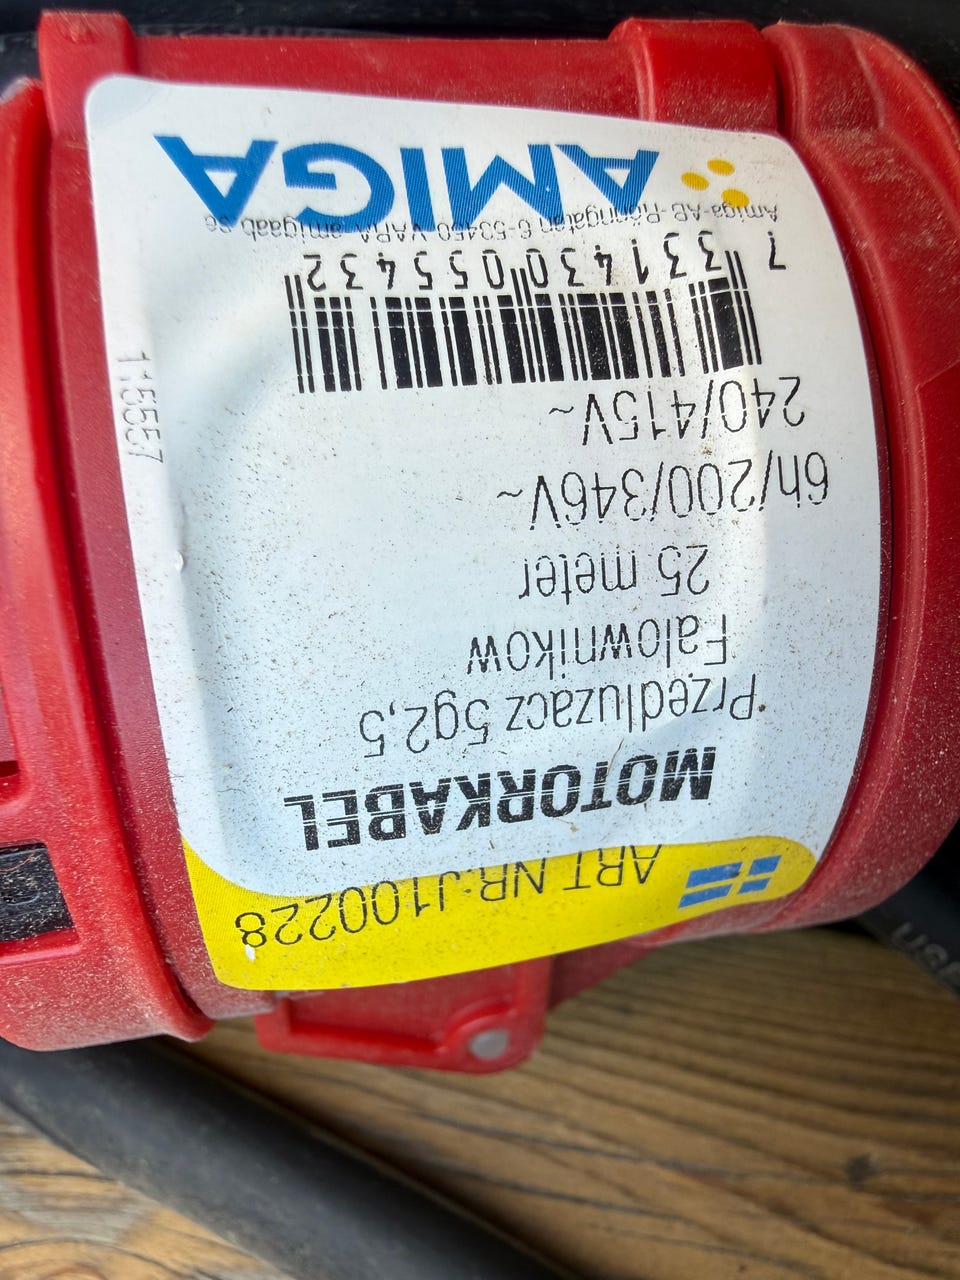 ART NR:J100228
MOTORKABEL
Przedluzacz 5g2,5
Falownikow
25 meter
6h/200/346V~
240/415V~
7 331430 055432
Amiga-AB-Rönngatan 6-53450 VARA amigaab.se
AMIGA
115557